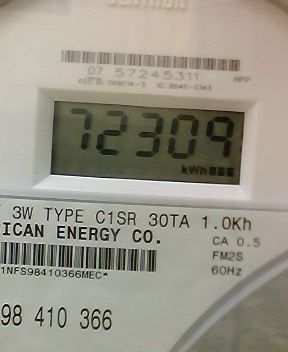 07 57245311
72309
kWh
3W TYPE C1SR 30TA 1.0Kh
ICAN ENERGY CO.
CA 0.5
FM2S
60Hz
1NFS98410366MEC*
98 410 366